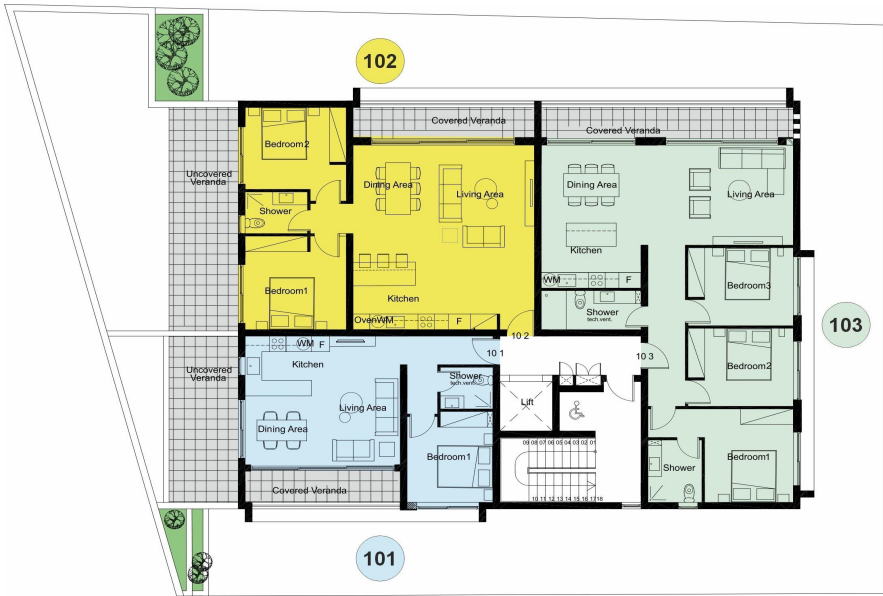 102
Covered Veranda
Covered Veranda
Bedroom2
Uncovered
Veranda
Dining Area
Living Area
Dining Area
Living Area
Shower
Kitchen
WM
F
Bedroom3
Bedroom1
Kitchen
Shower
tech.vent.
OvenWM
F
103
10 2
WM
F
10 1
10 3
Kitchen
Uncovered
Veranda
Shower
tech.vent.
Bedroom2
Lift
Living Area
Dining Area
09 08 07 06 05 04 03 02 01
Bedroom1
Bedroom1
Shower
Covered Veranda
10 11 12 13 14 15 16 17 18
101